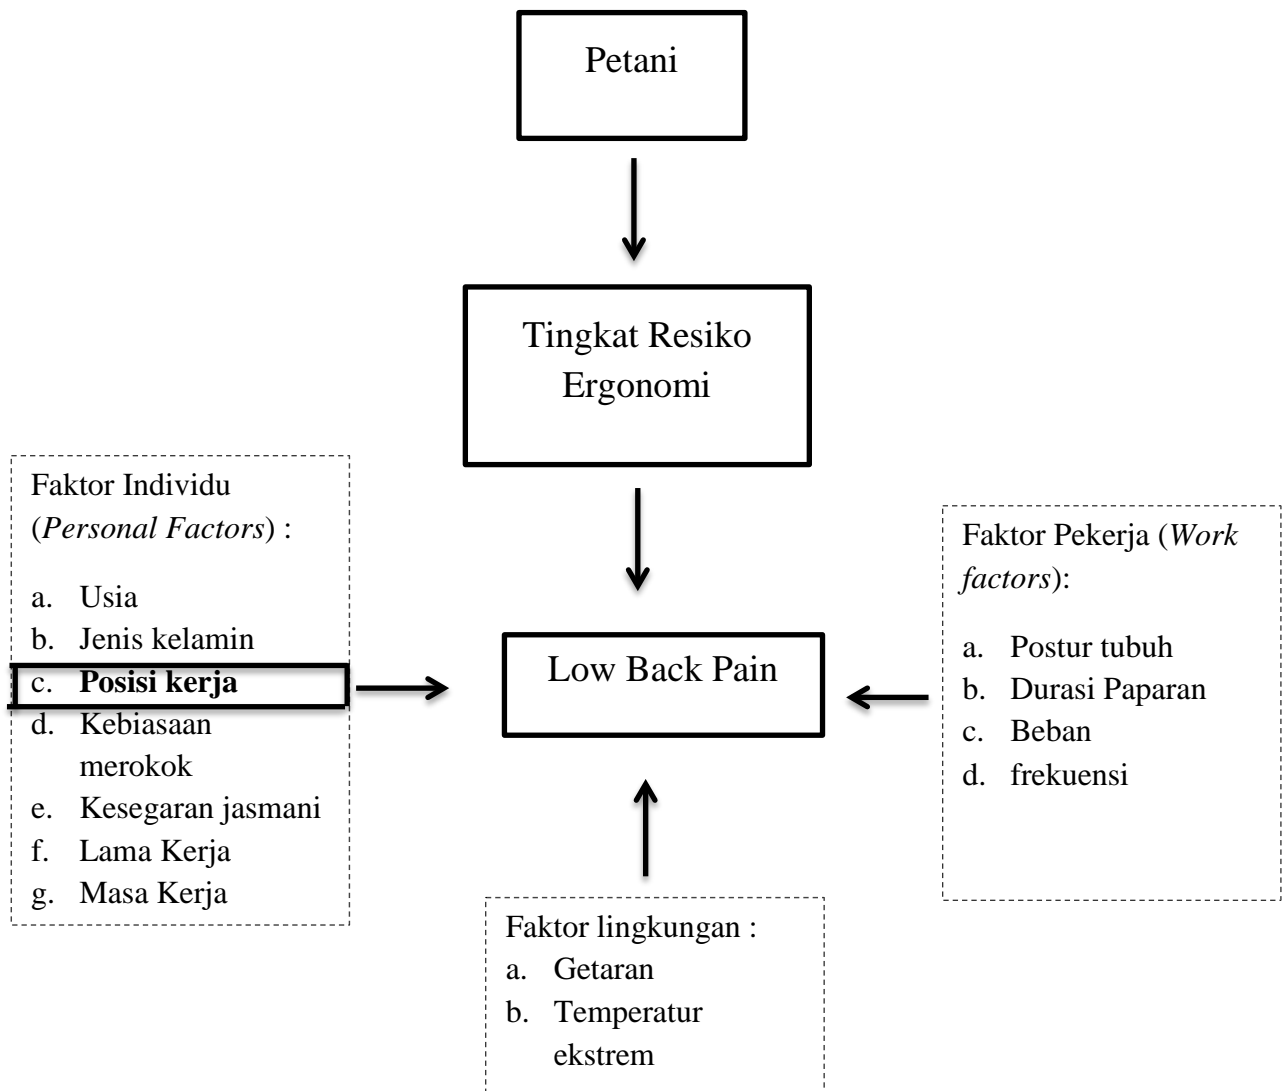 Petani
Tingkat Resiko
Ergonomi
Faktor Individu
(Personal Factors) :
a. Usia
b. Jenis kelamin
c. Posisi kerja
d. Kebiasaan
merokok
e. Kesegaran jasmani
f. Lama Kerja
g. Masa Kerja
Low Back Pain
Faktor Pekerja (Work
factors):
a. Postur tubuh
b. Durasi Paparan
c. Beban
d. frekuensi
Faktor lingkungan :
a. Getaran
b. Temperatur
ekstrem